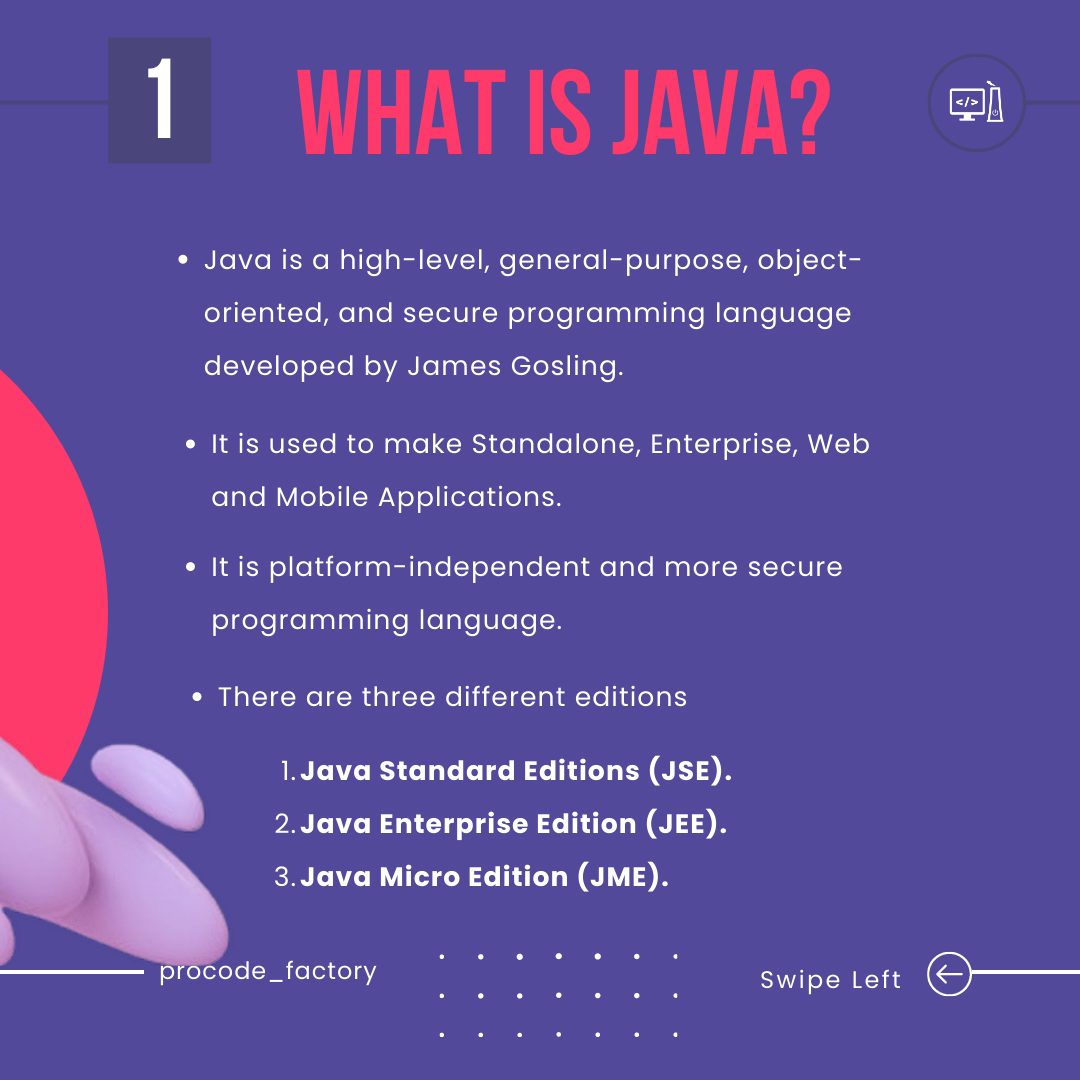 1
WHAT IS JAVA?
</>
• Java is a high-level, general-purpose, object-
oriented, and secure programming language
developed by James Gosling.
• It is used to make Standalone, Enterprise, Web
and Mobile Applications.
• It is platform-independent and more secure
programming language.
• There are three different editions
1. Java Standard Editions (JSE).
2. Java Enterprise Edition (JEE).
3. Java Micro Edition (JME).
procode_factory
Swipe Left